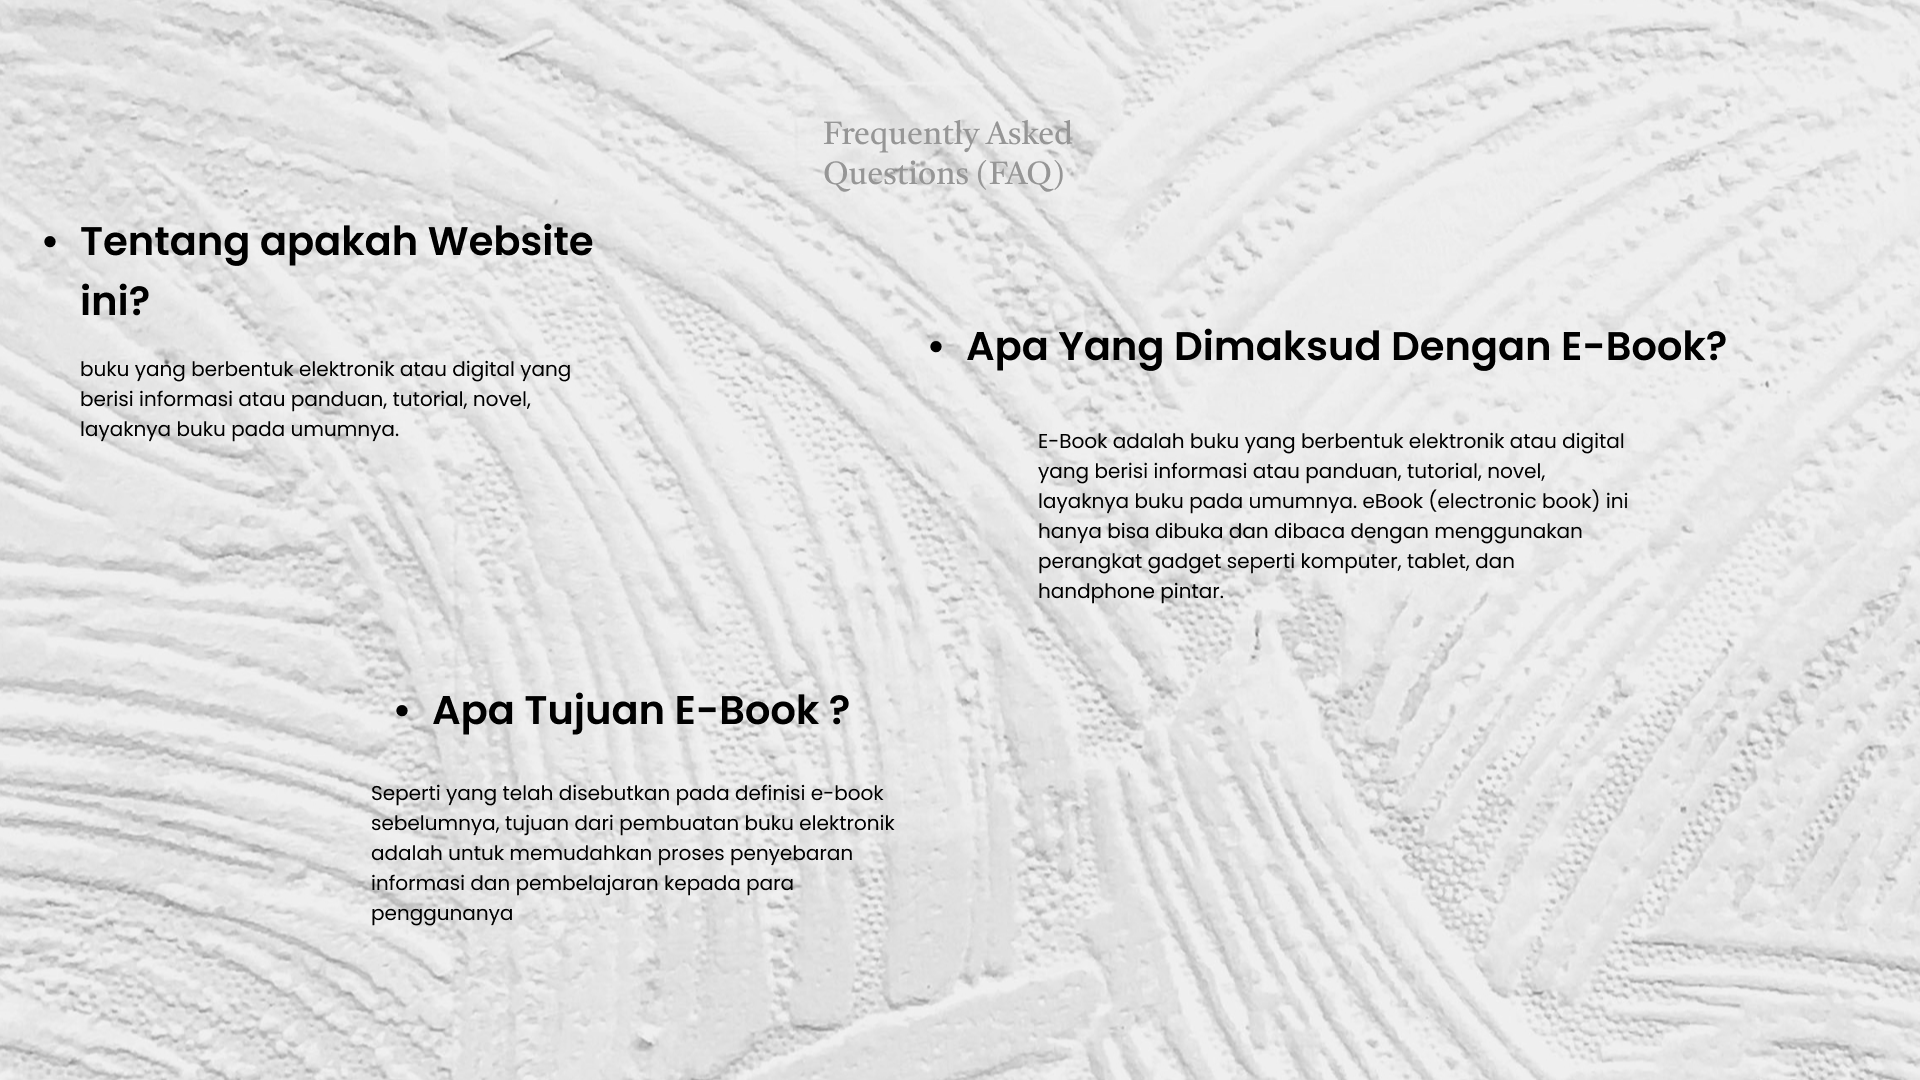 Frequently Asked
Questions (FAQ)
• Tentang apakah Website
ini?
buku yang berbentuk elektronik atau digital yang
berisi informasi atau panduan, tutorial, novel,
layaknya buku pada umumnya.
• Apa Yang Dimaksud Dengan E-Book?
E-Book adalah buku yang berbentuk elektronik atau digital
yang berisi informasi atau panduan, tutorial, novel,
layaknya buku pada umumnya. eBook (electronic book) ini
hanya bisa dibuka dan dibaca dengan menggunakan
perangkat gadget seperti komputer, tablet, dan
handphone pintar.
• Apa Tujuan E-Book ?
Seperti yang telah disebutkan pada definisi e-book
sebelumnya, tujuan dari pembuatan buku elektronik
adalah untuk memudahkan proses penyebaran
informasi dan pembelajaran kepada para
penggunanya